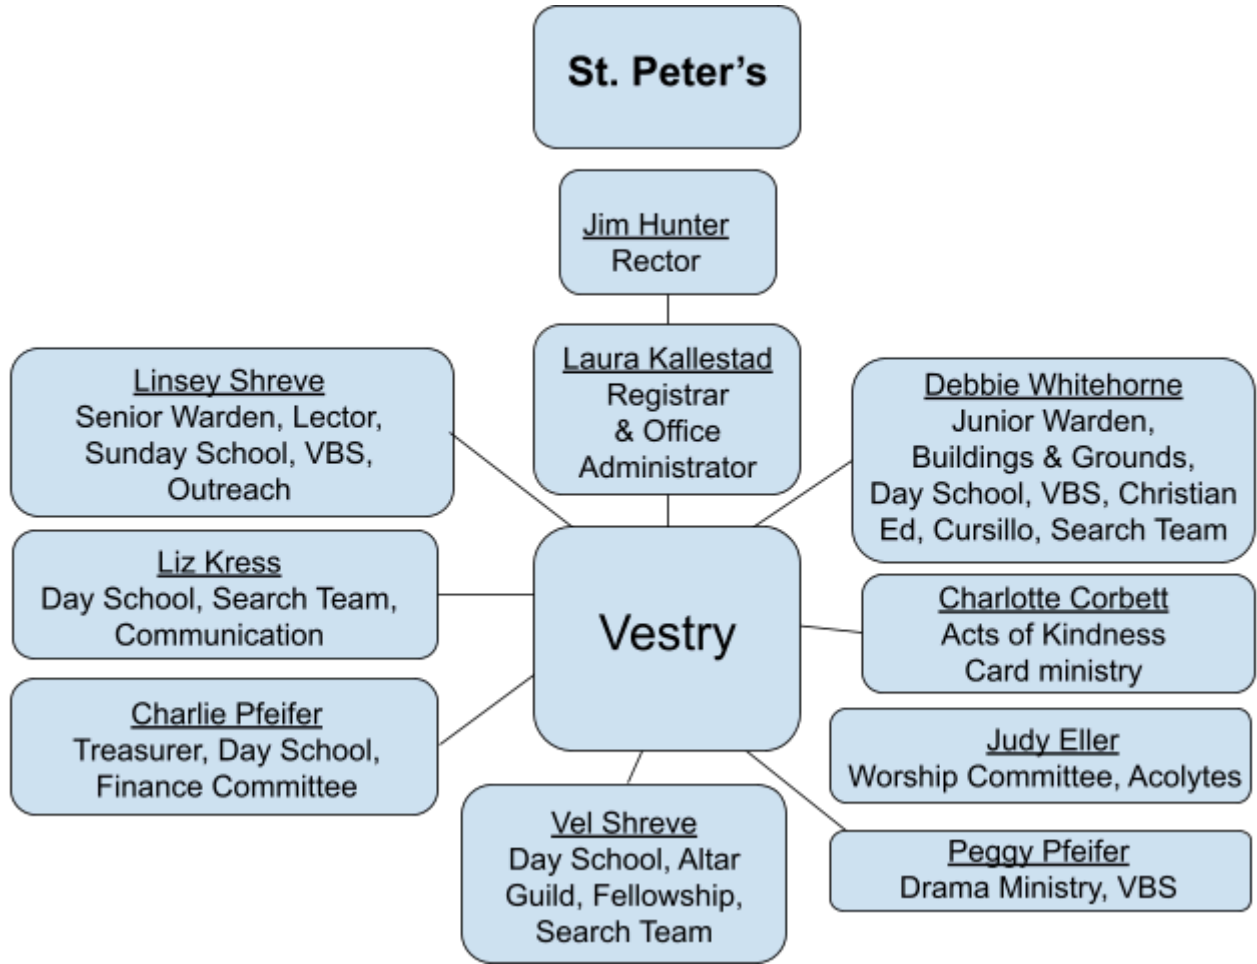 St. Peter’s
Jim Hunter
Rector
Laura Kallestad
Registrar
& Office
Administrator
Linsey Shreve
Senior Warden, Lector,
Sunday School, VBS,
Outreach
Debbie Whitehorne
Junior Warden,
Buildings & Grounds,
Day School, VBS, Christian
Ed, Cursillo, Search Team
Liz Kress
Day School, Search Team,
Communication
Vestry
Charlotte Corbett
Acts of Kindness
Card ministry
Charlie Pfeifer
Treasurer, Day School,
Finance Committee
Judy Eller
Worship Committee, Acolytes
Vel Shreve
Day School, Altar
Guild, Fellowship,
Search Team
Peggy Pfeifer
Drama Ministry, VBS